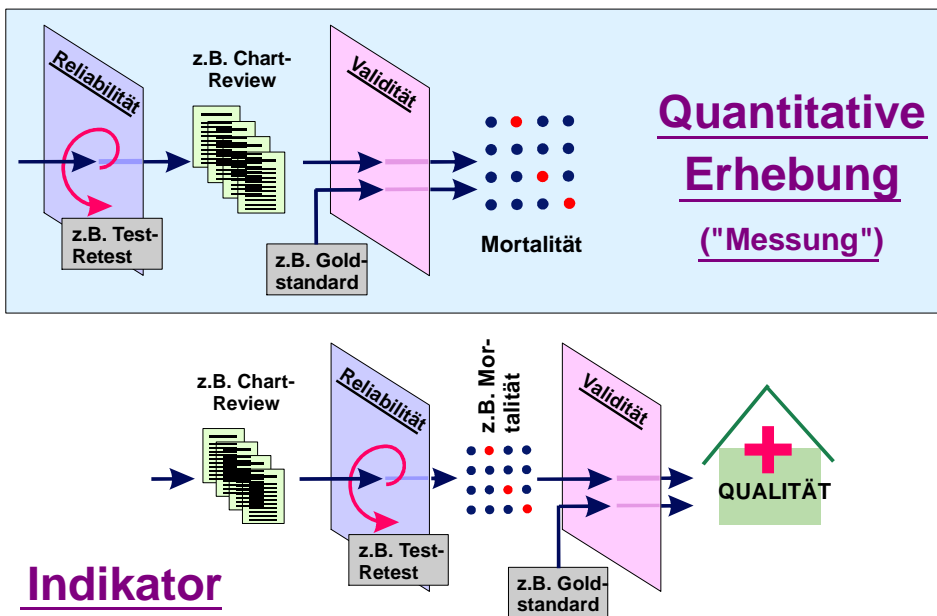 Reliabilität
z.B. Chart-
Review
Validität
Quantitative
Erhebung
("Messung")
z.B. Test-
Retest
z.B. Gold-
standard
Mortalität
z.B. Chart-
Review
Reliabilität
z.B. Mor-
talität
Validität
QUALITÄT
z.B. Test-
Retest
z.B. Gold-
standard
Indikator